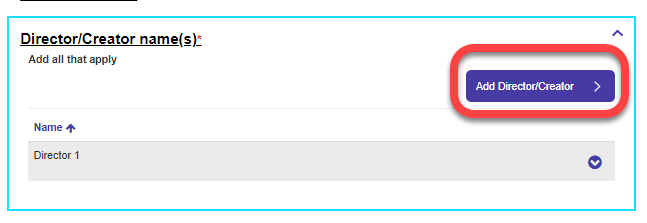 Director/Creator name(s)*
Add all that apply
Add Director/Creator
Name
Director 1